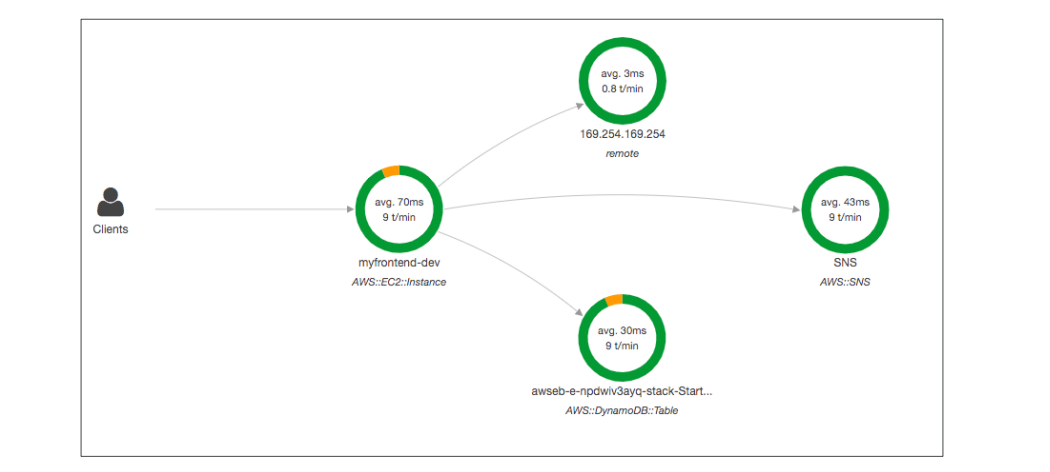 avg. 3ms
0.8 t/min
169.254.169.254
remote
Clients
avg. 70ms
9 t/min
myfrontend-dev
AWS::EC2::Instance
avg. 43ms
9 t/min
SNS
AWS::SNS
avg. 30ms
9 t/min
awseb-e-npdwiv3ayq-stack-Start...
AWS::DynamoDB::Table